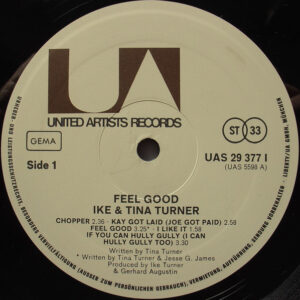 UA
UNITED ARTISTS RECORDS
GEMA
ST 33
Side 1
UAS 29 377 I
(UAS 5598 A)
FEEL GOOD
IKE & TINA TURNER
CHOPPER 2.36 - KAY GOT LAID (JOE GOT PAID) 2.58
FEEL GOOD 3.25* · I LIKE IT 1.58
IF YOU CAN HULLY GULLY (I CAN
HULLY GULLY TOO) 3.30
Written by Tina Turner
* Written by Tina Turner & Jesse G. James
Produced by Ike Turner &
Gerhard Augustin